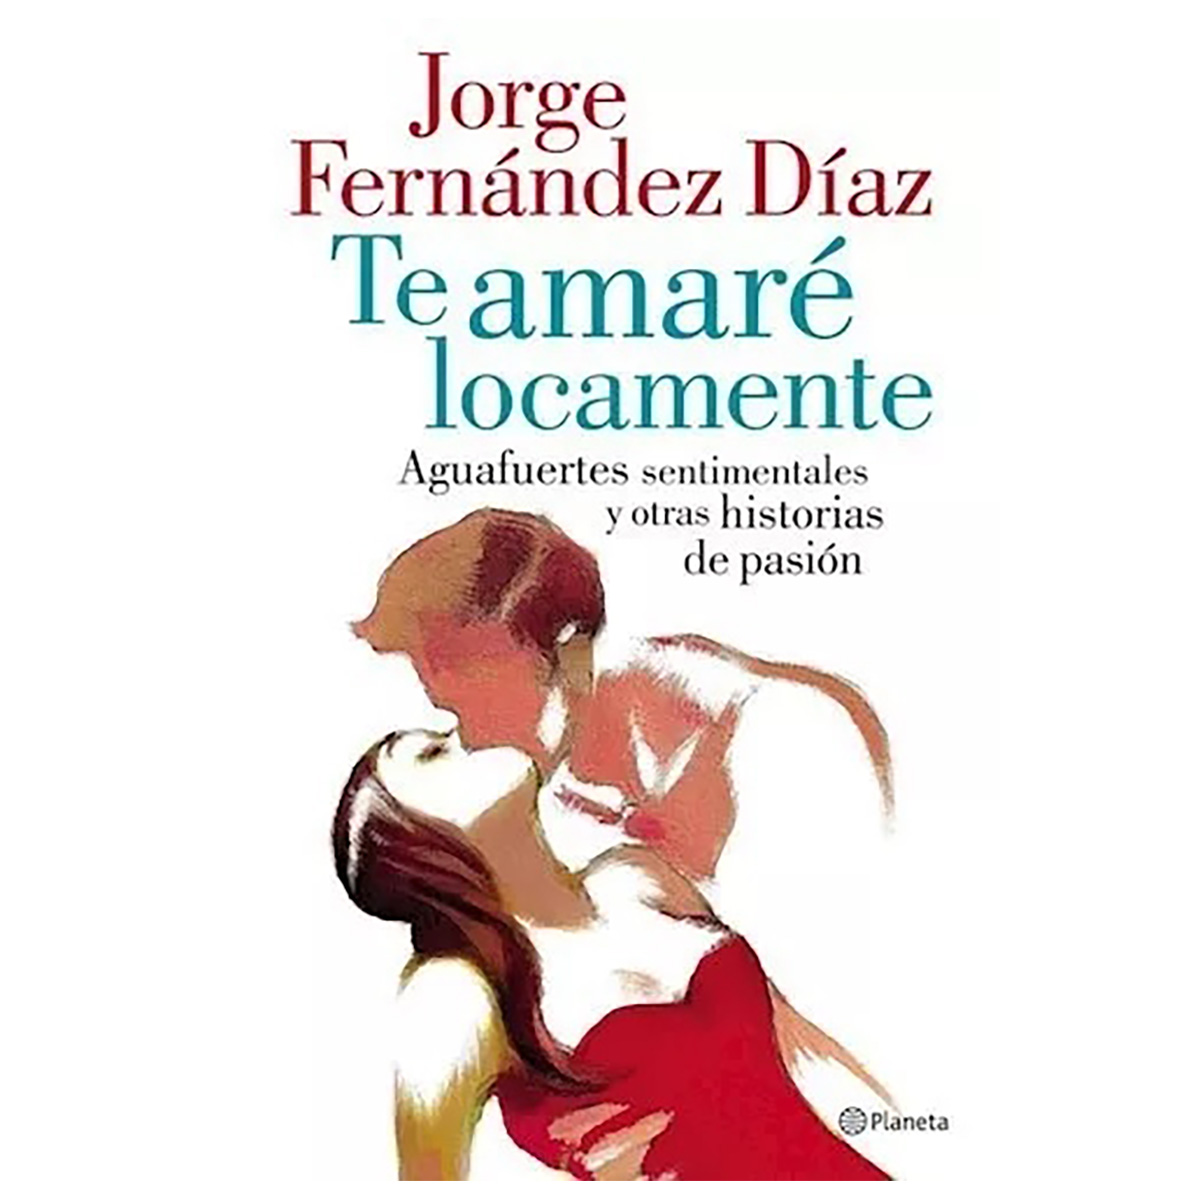 Jorge
Fernández Díaz
Te amaré
locamente
Aguafuertes sentimentales
y otras historias
de pasión
Planeta